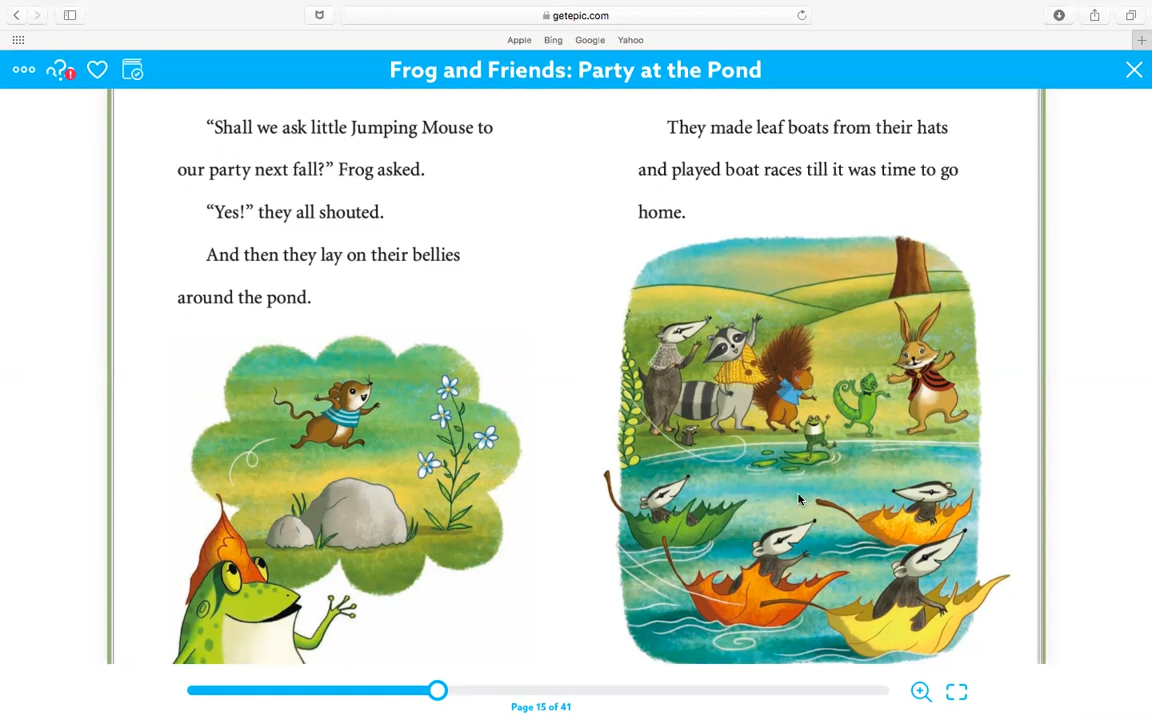 getepic.com
Apple Bing Google Yahoo
Frog and Friends: Party at the Pond
“Shall we ask little Jumping Mouse to
our party next fall?” Frog asked.
“Yes!” they all shouted.
And then they lay on their bellies
around the pond.
They made leaf boats from their hats
and played boat races till it was time to go
home.
Page 15 of 41